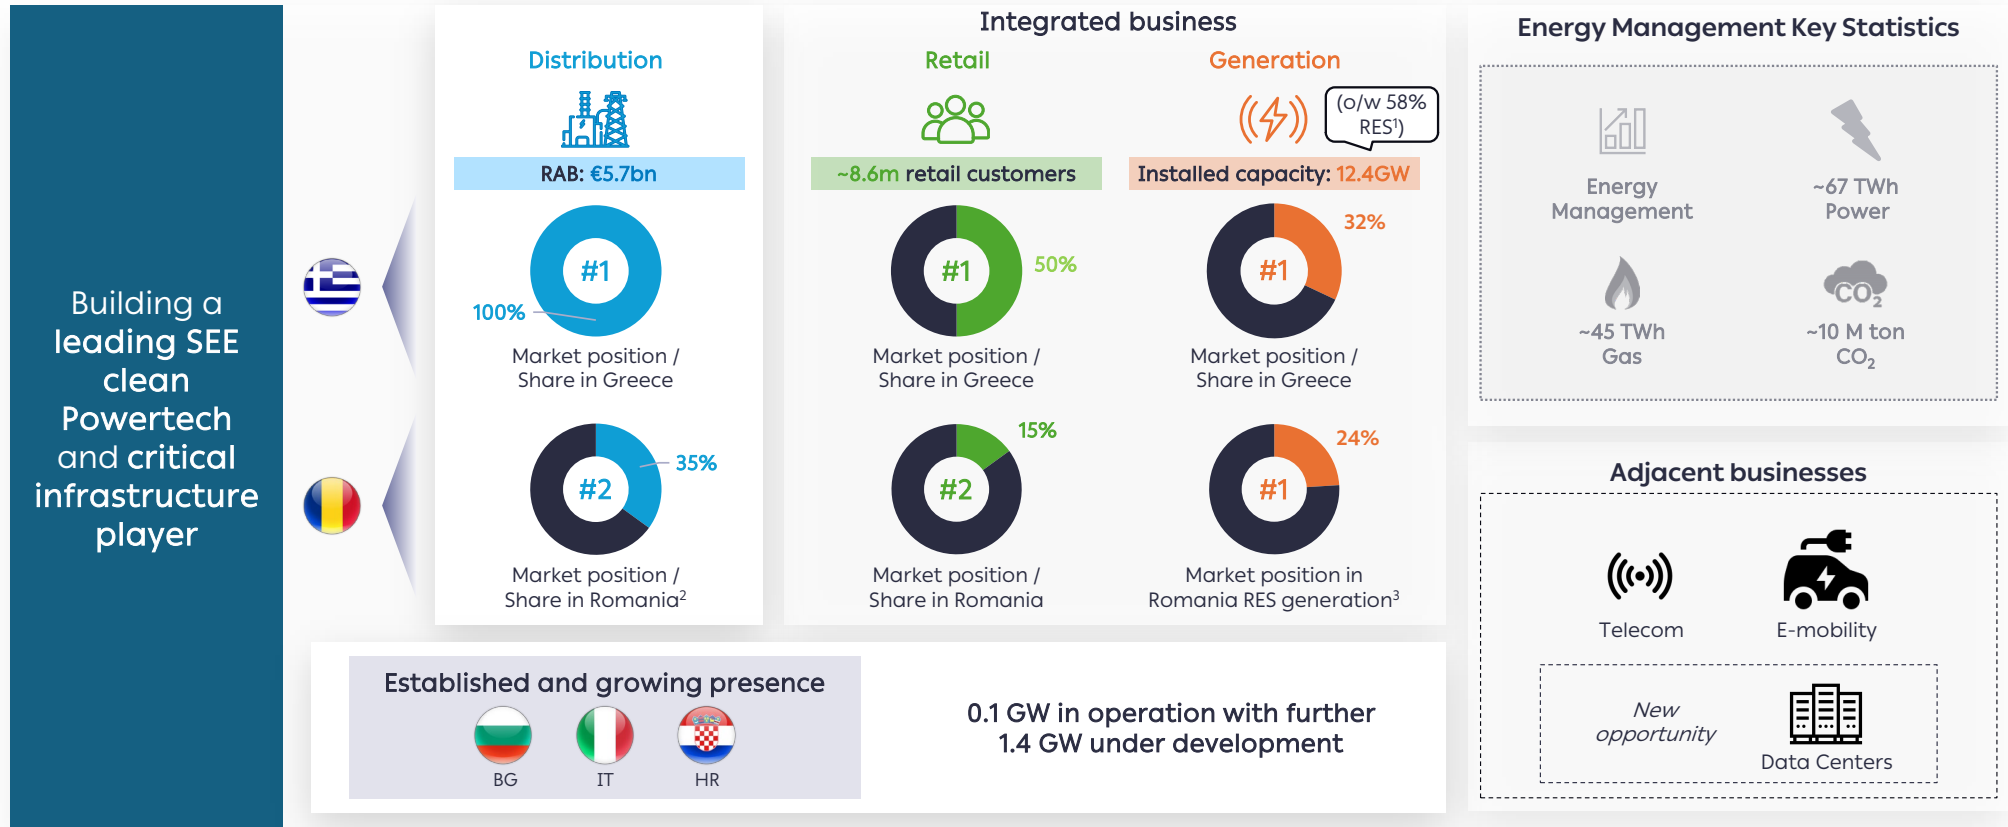 Building a
leading SEE
clean
Powertech
and critical
infrastructure
player
Distribution
RAB: €5.7bn
#1
100%
Market position /
Share in Greece
#2
35%
Market position /
Share in Romania²
Integrated business
Retail
~8.6m retail customers
#1
50%
Market position /
Share in Greece
#2
15%
Market position /
Share in Romania
Generation
(o/w 58%
RES¹)
Installed capacity: 12.4GW
#1
32%
Market position /
Share in Greece
#1
24%
Market position in
Romania RES generation³
Established and growing presence
BG
IT
HR
0.1 GW in operation with further
1.4 GW under development
Energy Management Key Statistics
Energy
Management
~67 TWh
Power
~45 TWh
Gas
CO₂
~10 M ton
CO₂
Adjacent businesses
Telecom
E-mobility
New
opportunity
Data Centers